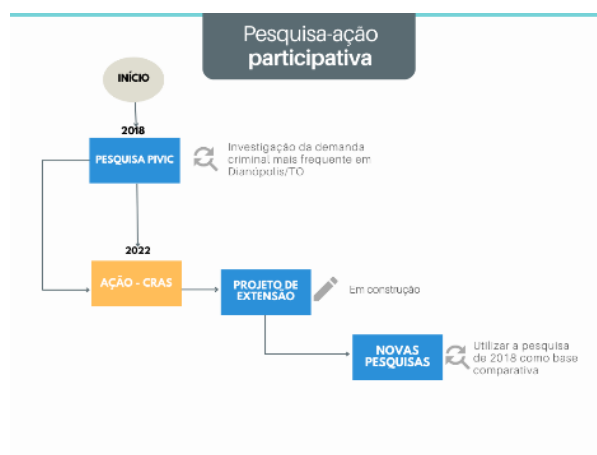 Pesquisa-ação
participativa
INÍCIO
2018
PESQUISA PIVIC
Investigação da demanda
criminal mais frequente em
Dianópolis/TO
2022
AÇÃO - CRAS
PROJETO DE
EXTENSÃO
Em construção
NOVAS
PESQUISAS
Utilizar a pesquisa
de 2018 como base
comparativa